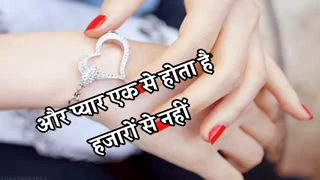 और प्यार एक से होता है
हजारों से नहीं